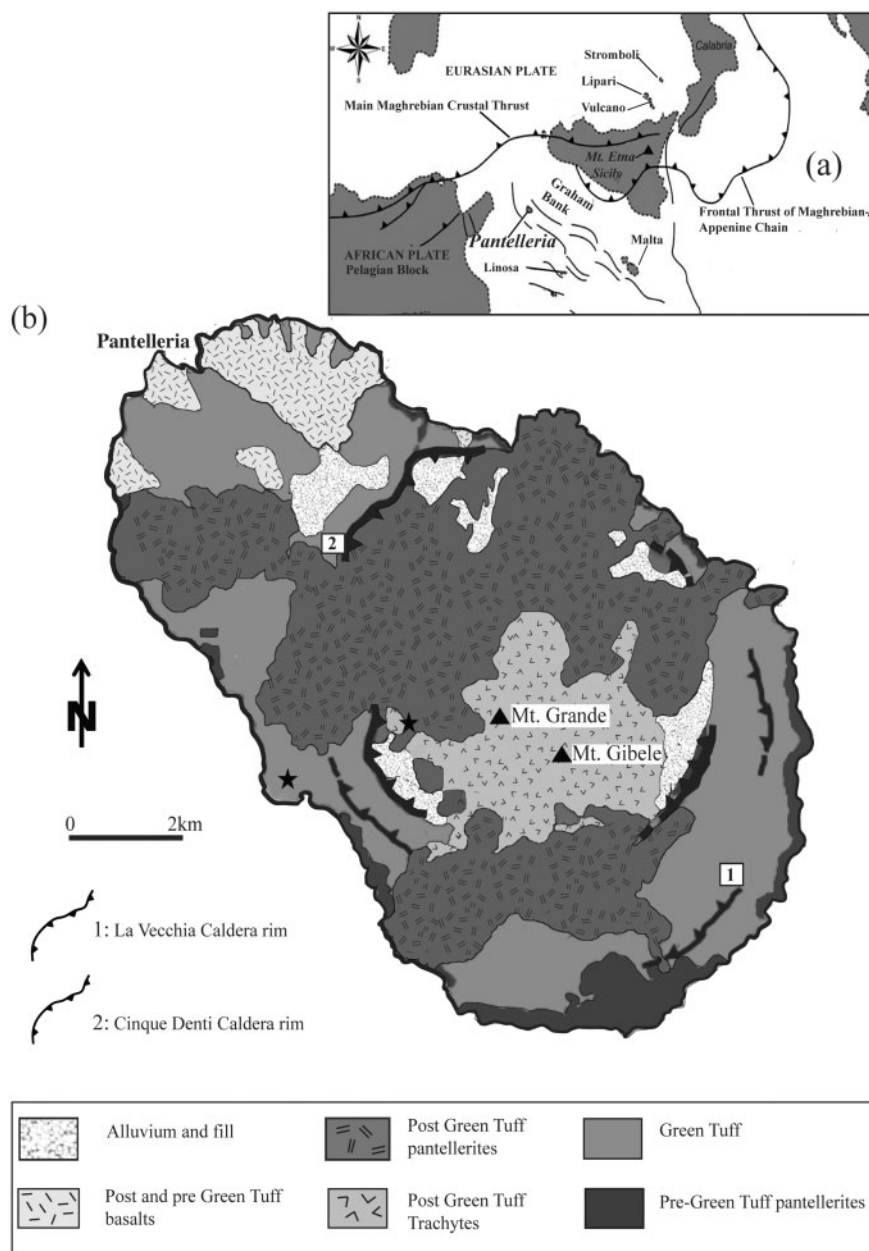 N
Calabria
EURASIAN PLATE
Stromboli
Lipari
Vulcano
Main Maghrebian Crustal Thrust
Mt. Etna
Sicily
(a)
Graham
Bank
Frontal Thrust of Maghrebian-
Appenine Chain
Pantelleria
Malta
AFRICAN PLATE
Pelagian Block
Linosa
(b)
Pantelleria
2
Mt. Grande
Mt. Gibele
N
0 2km
1
1: La Vecchia Caldera rim
2: Cinque Denti Caldera rim
Alluvium and fill
Post Green Tuff
pantellerites
Green Tuff
Post and pre Green Tuff
basalts
Post Green Tuff
Trachytes
Pre-Green Tuff pantellerites